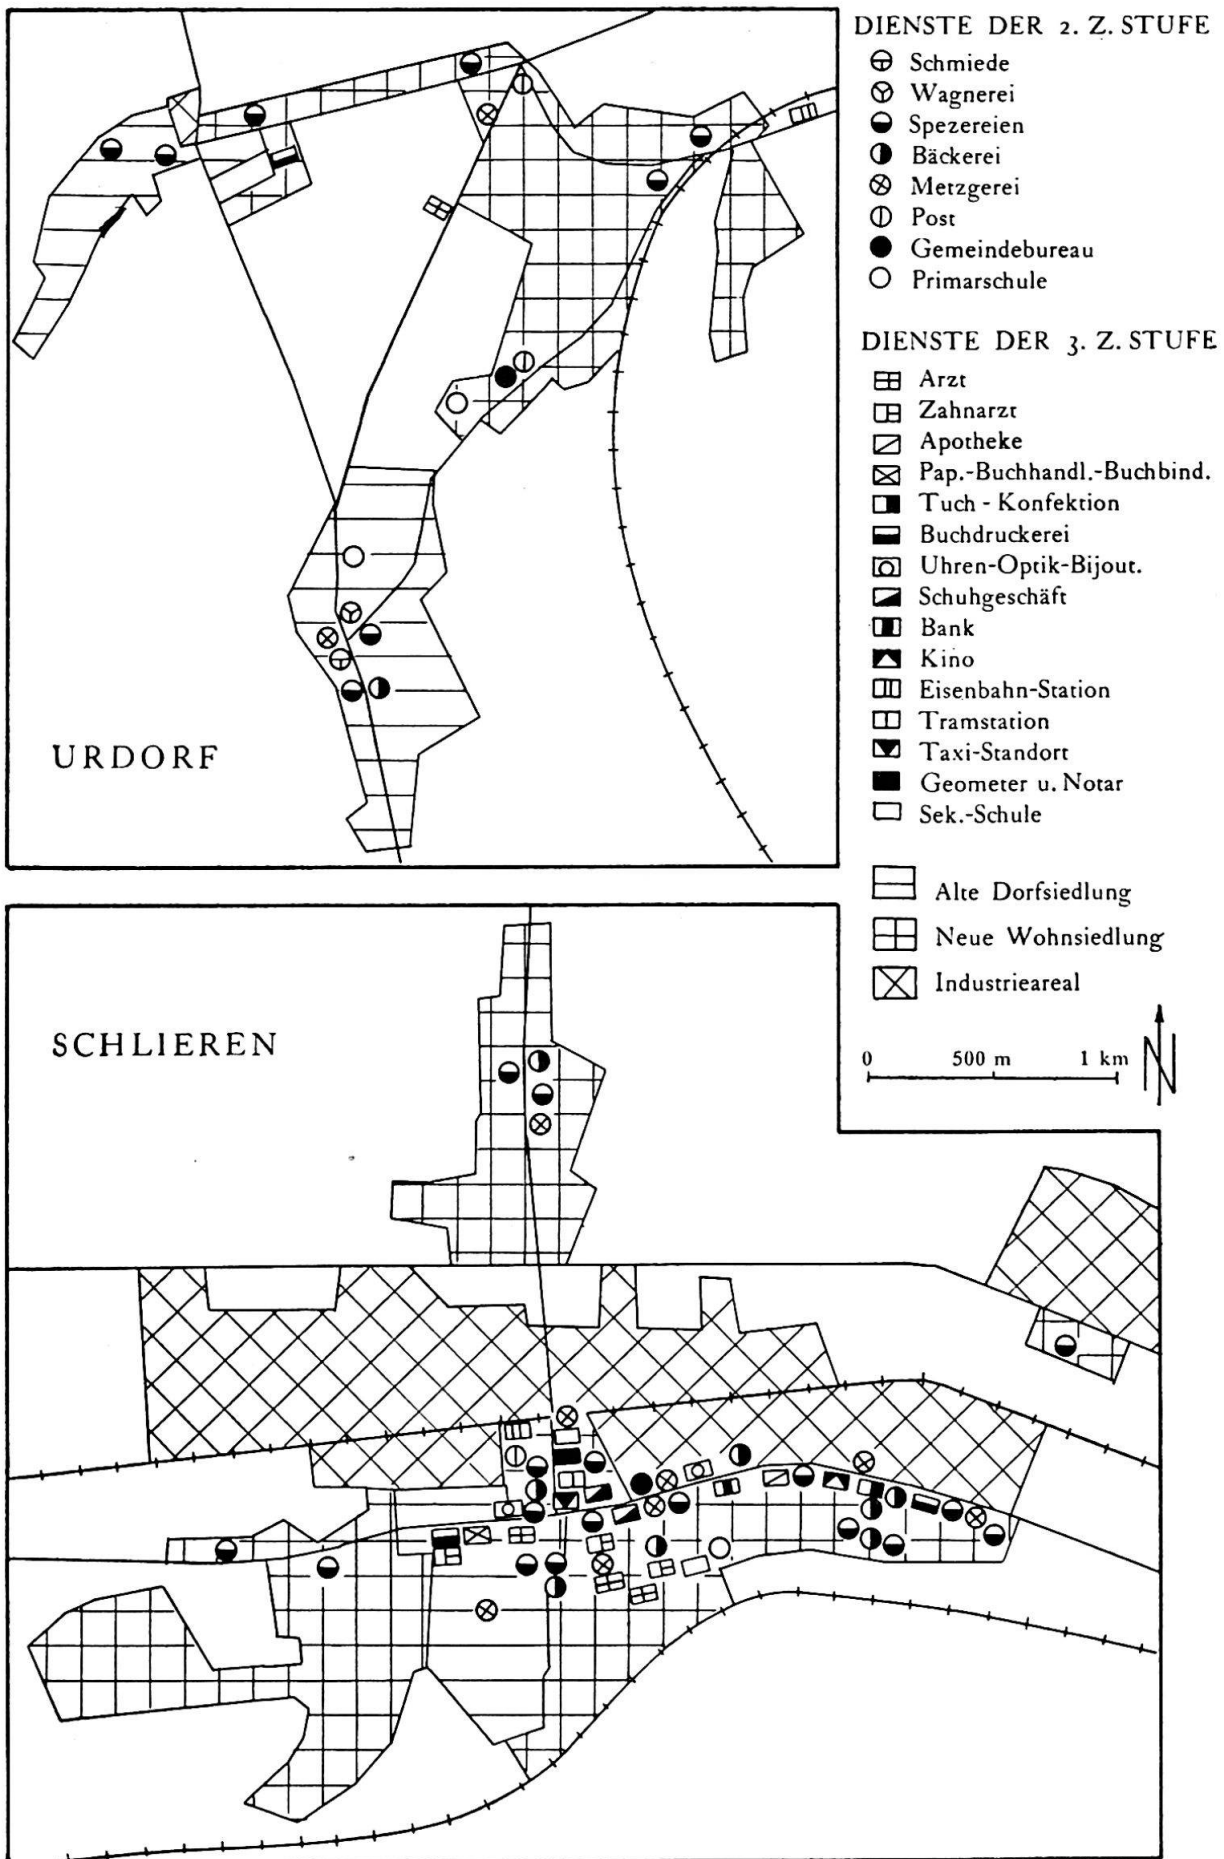 DIENSTE DER 2. Z. STUFE
Schmiede
Wagnerei
Spezereien
Bäckerei
Metzgerei
Post
Gemeindebureau
Primarschule
DIENSTE DER 3. Z. STUFE
Arzt
Zahnarzt
Apotheke
Pap.-Buchhandl.-Buchbind.
Tuch - Konfektion
Buchdruckerei
Uhren-Optik-Bijout.
Schuhgeschäft
Bank
Kino
Eisenbahn-Station
Tramstation
Taxi-Standort
Geometer u. Notar
Sek.-Schule
Alte Dorfsiedlung
Neue Wohnsiedlung
Industrieareal
0 500 m 1 km
N
URDORF
SCHLIEREN